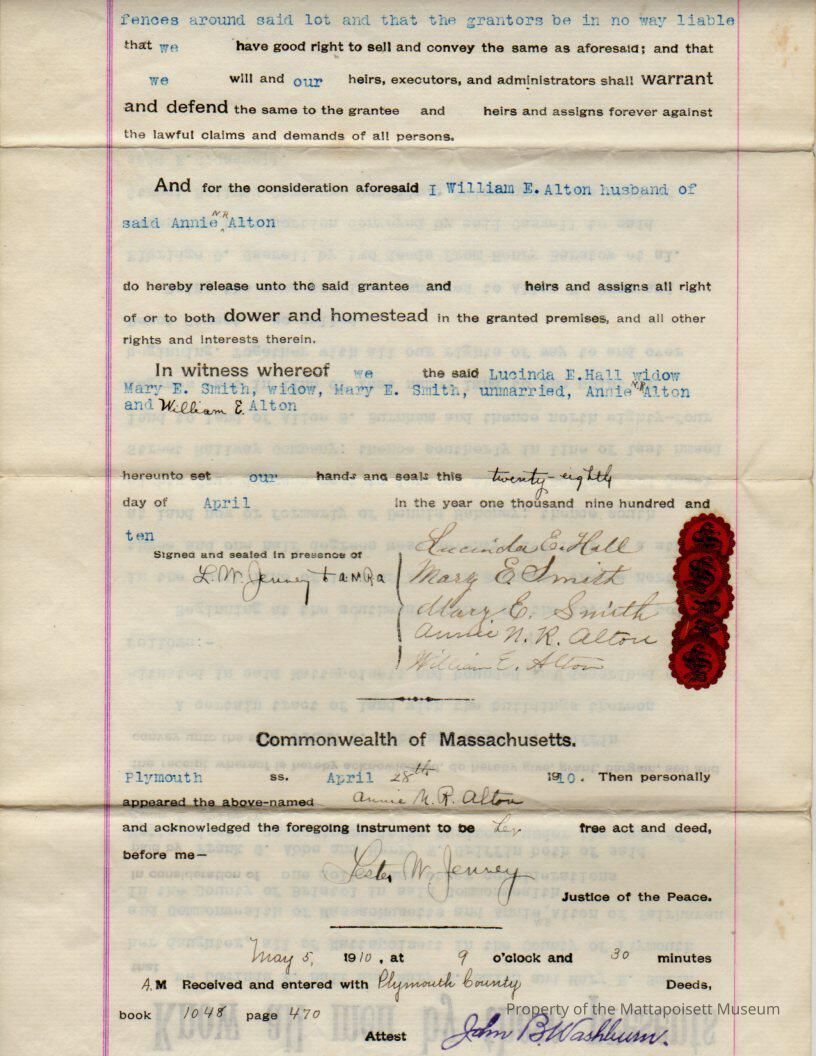 fences around said lot and that the grantors be in no way liable
that we have good right to sell and convey the same as aforesaid; and that
we will and our heirs, executors, and administrators shall warrant
and defend the same to the grantee and heirs and assigns forever against
the lawful claims and demands of all persons.
And for the consideration aforesaid I William E. Alton husband of
said Annie N R Alton
do hereby release unto the said grantee and heirs and assigns all right
of or to both dower and homestead in the granted premises, and all other
rights and interests therein.
In witness whereof we the said Lucinda E.Hall widow
Mary E. Smith, widow, Mary E. Smith, unmarried, Annie N.R Alton
and William E. Alton
hereunto set our hands and seals this twenty-eightly
day of April in the year one thousand nine hundred and
ten
Signed and sealed in presence of
L. W. Jenney to
Lucinda E. Hall
Mary E Smith
Mary E. Smith
Annie N. R. Alton
William E. Alton
Commonwealth of Massachusetts.
Plymouth ss. April 28th 1910. Then personally
appeared the above-named Annie N. R. Alton
and acknowledged the foregoing instrument to be her free act and deed,
before me—
Lester W. Jenney
Justice of the Peace.
May 5, 1910, at 9 o'clock and 30 minutes
A.M Received and entered with Plymouth County Deeds,
book 1048 page 470
Attest John B. Washburn.
Property of the Mattapoisett Museum